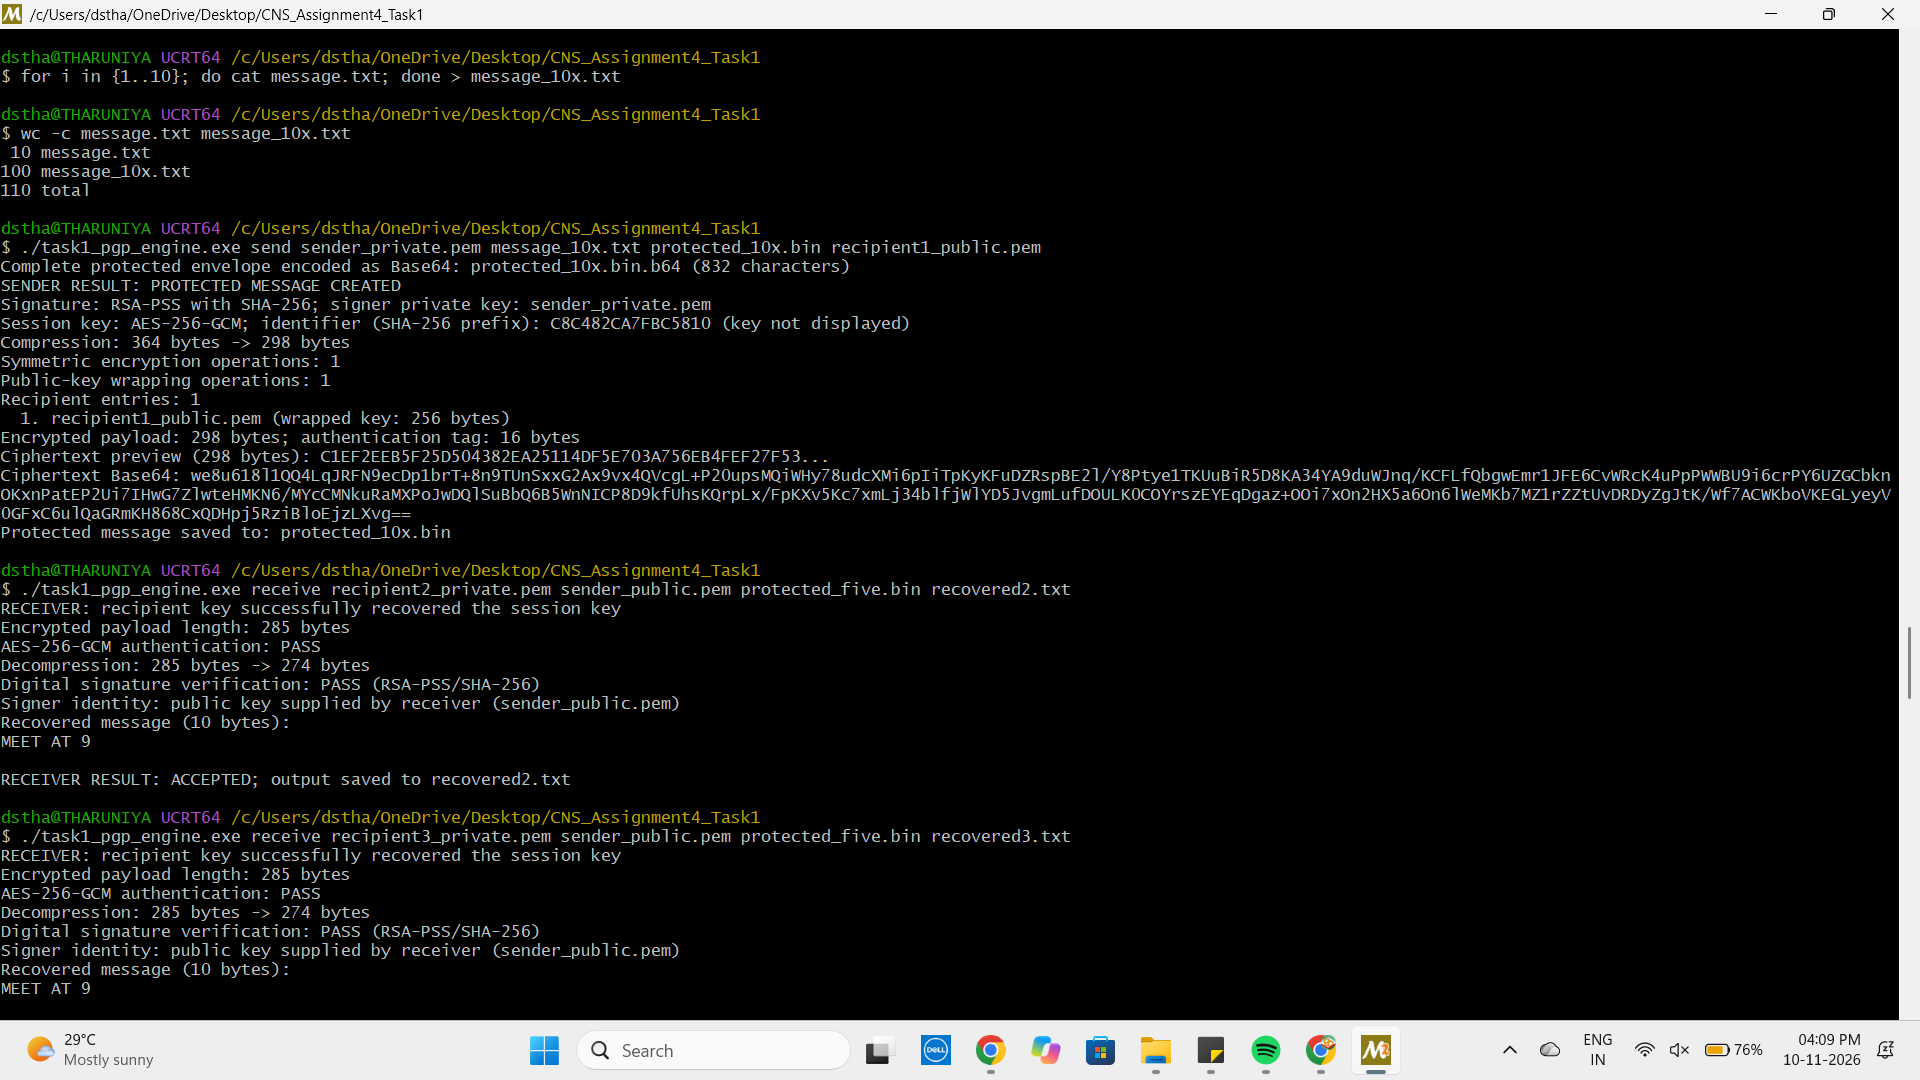 /c/Users/dstha/OneDrive/Desktop/CNS_Assignment4_Task1
dstha@THARUNIYA UCRT64 /c/Users/dstha/OneDrive/Desktop/CNS_Assignment4_Task1
$ for i in {1..10}; do cat message.txt; done > message_10x.txt
dstha@THARUNIYA UCRT64 /c/Users/dstha/OneDrive/Desktop/CNS_Assignment4_Task1
$ wc -c message.txt message_10x.txt
 10 message.txt
100 message_10x.txt
110 total
dstha@THARUNIYA UCRT64 /c/Users/dstha/OneDrive/Desktop/CNS_Assignment4_Task1
$ ./task1_pgp_engine.exe send sender_private.pem message_10x.txt protected_10x.bin recipient1_public.pem
Complete protected envelope encoded as Base64: protected_10x.bin.b64 (832 characters)
SENDER RESULT: PROTECTED MESSAGE CREATED
Signature: RSA-PSS with SHA-256; signer private key: sender_private.pem
Session key: AES-256-GCM; identifier (SHA-256 prefix): C8C482CA7FBC5810 (key not displayed)
Compression: 364 bytes -> 298 bytes
Symmetric encryption operations: 1
Public-key wrapping operations: 1
Recipient entries: 1
  1. recipient1_public.pem (wrapped key: 256 bytes)
Encrypted payload: 298 bytes; authentication tag: 16 bytes
Ciphertext preview (298 bytes): C1EF2EEB5F25D504382EA25114DF5E703A756EB4FEF27F53...
Ciphertext Base64: we8u618l1QQ4LqJRFN9ecDp1brT+8n9TUnSxxG2Ax9vx4QVcgL+P20upsMQiWHy78udcXMi6pIiTpKyKFuDZRspBE2l/Y8Ptye1TKUuBiR5D8KA34YA9duWJnq/KCFLfQbgwEmr1JFE6CvWRcK4uPpPWWBU9i6crPY6UZGCbkn
OKxnPatEP2Ui7IHwG7ZlwteHMKN6/MYcCMNkuRaMXPoJwDQlSuBbQ6B5WnNICP8D9kfUhsKQrpLx/FpKXv5Kc7xmLj34blfjWlYD5JvgmLufDOULKOCOYrszEYEqDgaz+OOi7xOn2HX5a6On6lWeMKb7MZ1rZZtUvDRDyZgJtK/Wf7ACWKboVKEGLyeyV
OGFxC6ulQaGRmKH868CxQDHpj5RziBloEjzLXvg==
Protected message saved to: protected_10x.bin
dstha@THARUNIYA UCRT64 /c/Users/dstha/OneDrive/Desktop/CNS_Assignment4_Task1
$ ./task1_pgp_engine.exe receive recipient2_private.pem sender_public.pem protected_five.bin recovered2.txt
RECEIVER: recipient key successfully recovered the session key
Encrypted payload length: 285 bytes
AES-256-GCM authentication: PASS
Decompression: 285 bytes -> 274 bytes
Digital signature verification: PASS (RSA-PSS/SHA-256)
Signer identity: public key supplied by receiver (sender_public.pem)
Recovered message (10 bytes):
MEET AT 9
RECEIVER RESULT: ACCEPTED; output saved to recovered2.txt
dstha@THARUNIYA UCRT64 /c/Users/dstha/OneDrive/Desktop/CNS_Assignment4_Task1
$ ./task1_pgp_engine.exe receive recipient3_private.pem sender_public.pem protected_five.bin recovered3.txt
RECEIVER: recipient key successfully recovered the session key
Encrypted payload length: 285 bytes
AES-256-GCM authentication: PASS
Decompression: 285 bytes -> 274 bytes
Digital signature verification: PASS (RSA-PSS/SHA-256)
Signer identity: public key supplied by receiver (sender_public.pem)
Recovered message (10 bytes):
MEET AT 9
29°C
Mostly sunny
Search
DELL
ENG
IN
76%
04:09 PM
10-11-2026